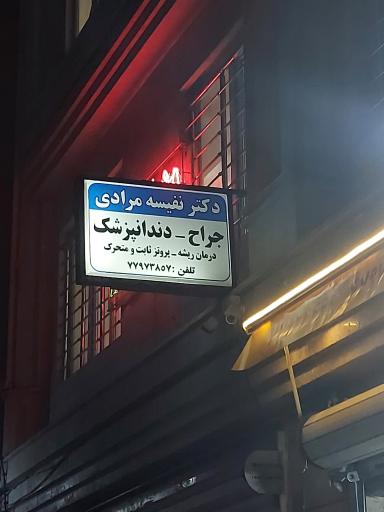 دکتر نفیسه مرادی
جراح - دندانپزشک
درمان ریشه - پروتز ثابت و متحرک
تلفن : ۷۷۹۷۳۸۵۷